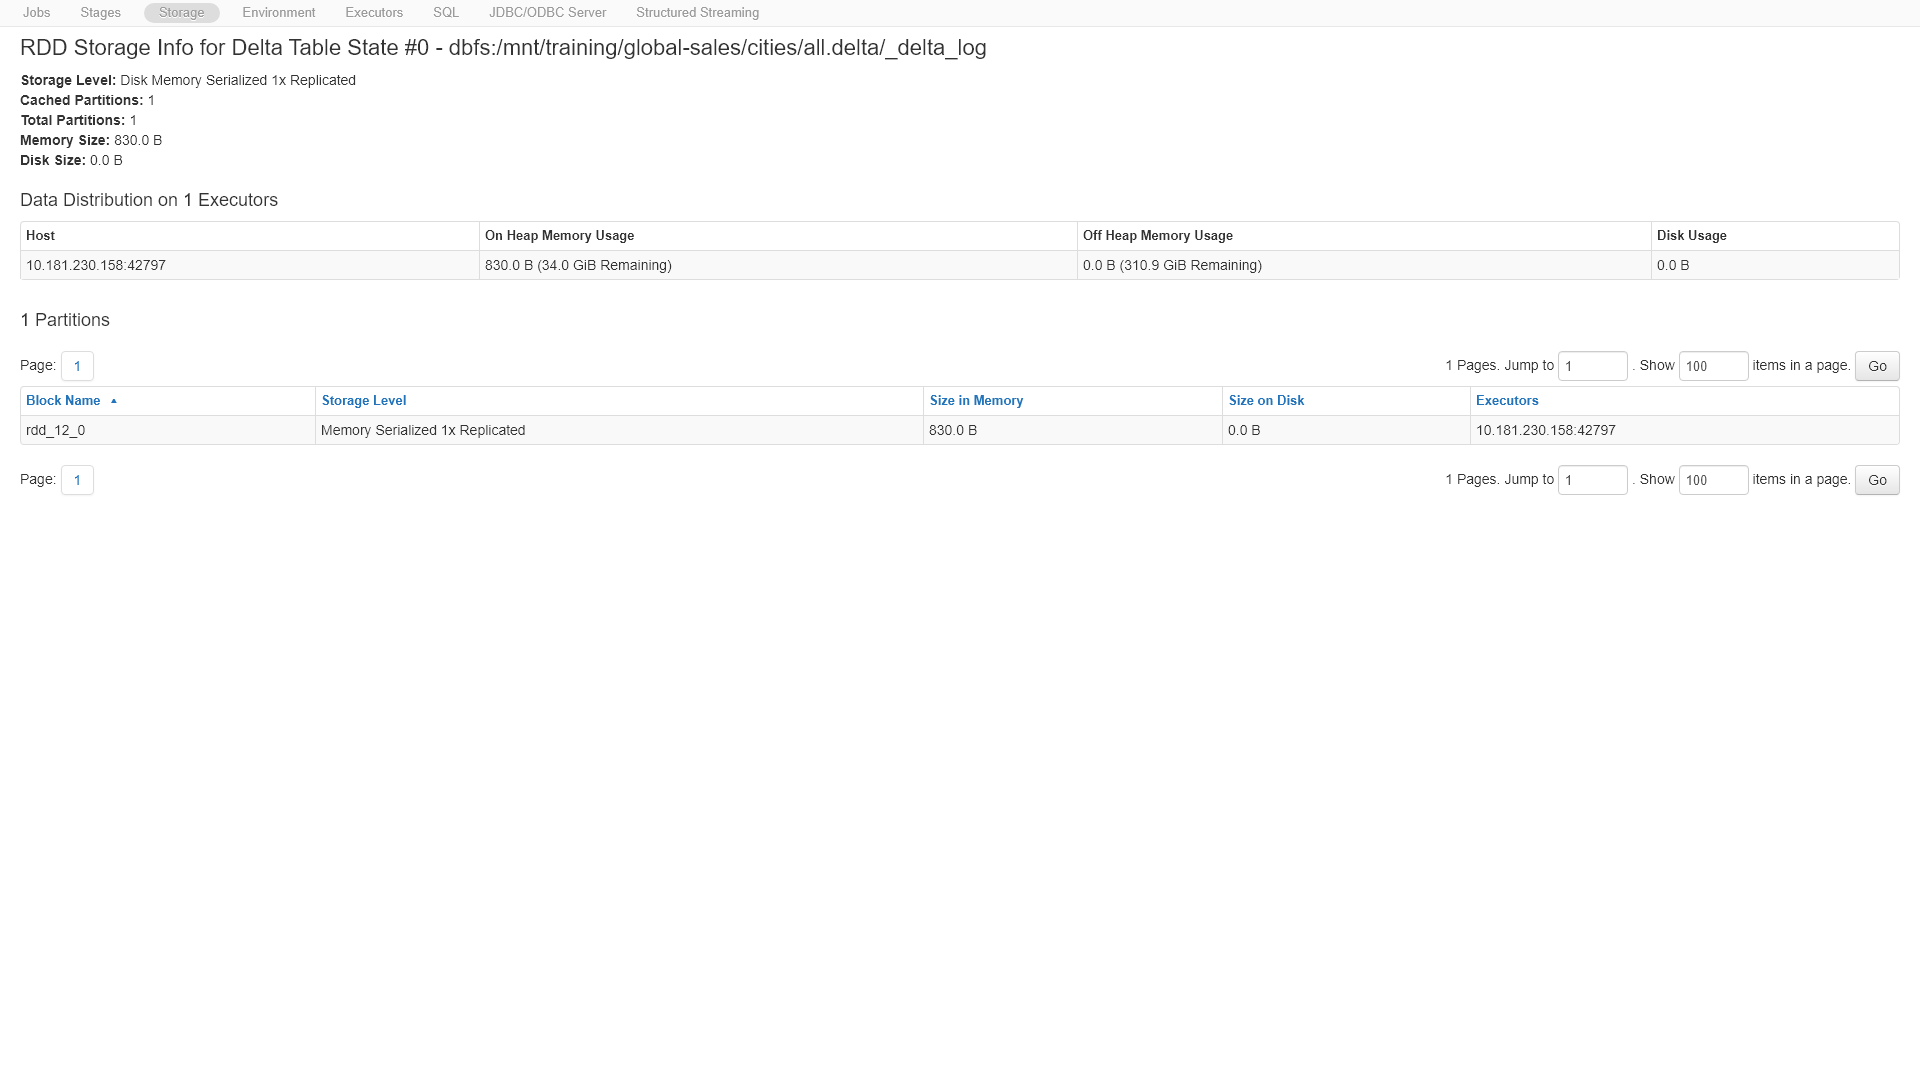 Jobs Stages Storage Environment Executors SQL JDBC/ODBC Server Structured Streaming
RDD Storage Info for Delta Table State #0 - dbfs:/mnt/training/global-sales/cities/all.delta/_delta_log
Storage Level: Disk Memory Serialized 1x Replicated
Cached Partitions: 1
Total Partitions: 1
Memory Size: 830.0 B
Disk Size: 0.0 B
Data Distribution on 1 Executors
Host On Heap Memory Usage Off Heap Memory Usage Disk Usage
10.181.230.158:42797 830.0 B (34.0 GiB Remaining) 0.0 B (310.9 GiB Remaining) 0.0 B
1 Partitions
Page: 1 1 Pages. Jump to 1 . Show 100 items in a page. Go
Block Name ▴ Storage Level Size in Memory Size on Disk Executors
rdd_12_0 Memory Serialized 1x Replicated 830.0 B 0.0 B 10.181.230.158:42797
Page: 1 1 Pages. Jump to 1 . Show 100 items in a page. Go